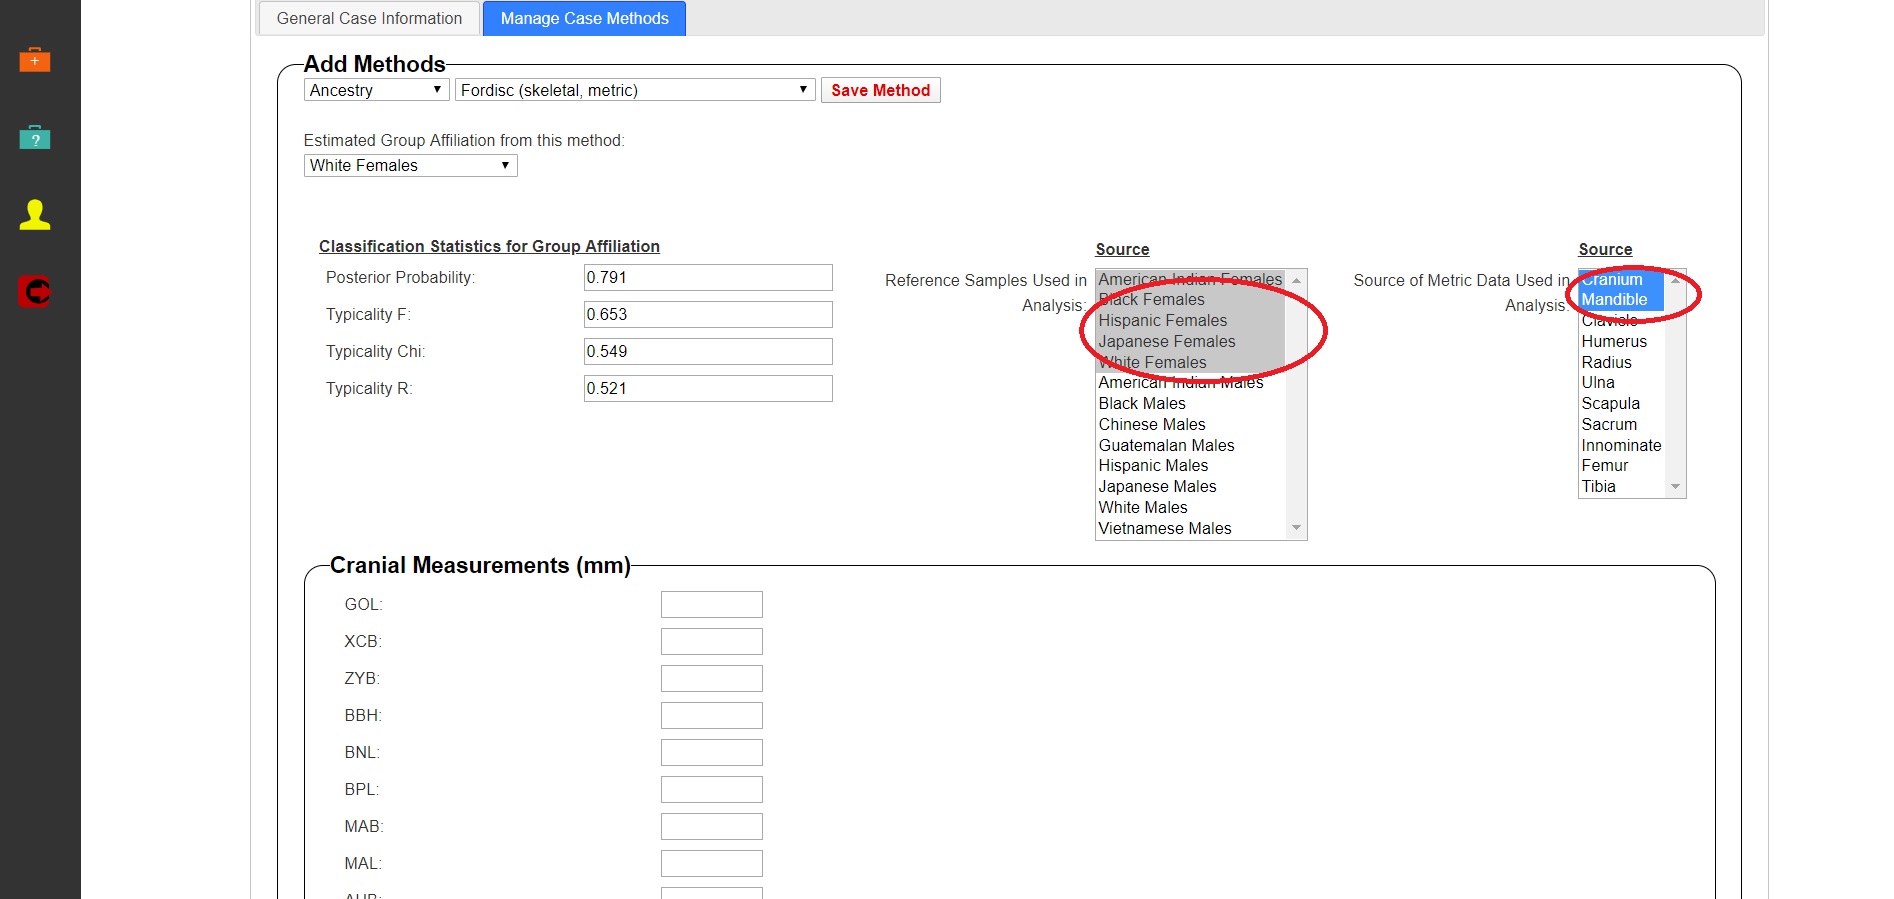 General Case Information
Manage Case Methods
Add Methods
Ancestry
Fordisc (skeletal, metric)
Save Method
Estimated Group Affiliation from this method:
White Females
Classification Statistics for Group Affiliation
Posterior Probability:
0.791
Typicality F:
0.653
Typicality Chi:
0.549
Typicality R:
0.521
Reference Samples Used in
Analysis:
Source
American Indian Females
Black Females
Hispanic Females
Japanese Females
White Females
American Indian Males
Black Males
Chinese Males
Guatemalan Males
Hispanic Males
Japanese Males
White Males
Vietnamese Males
Source of Metric Data Used in
Analysis:
Source
Cranium
Mandible
Clavicle
Humerus
Radius
Ulna
Scapula
Sacrum
Innominate
Femur
Tibia
Cranial Measurements (mm)
GOL:
XCB:
ZYB:
BBH:
BNL:
BPL:
MAB:
MAL: